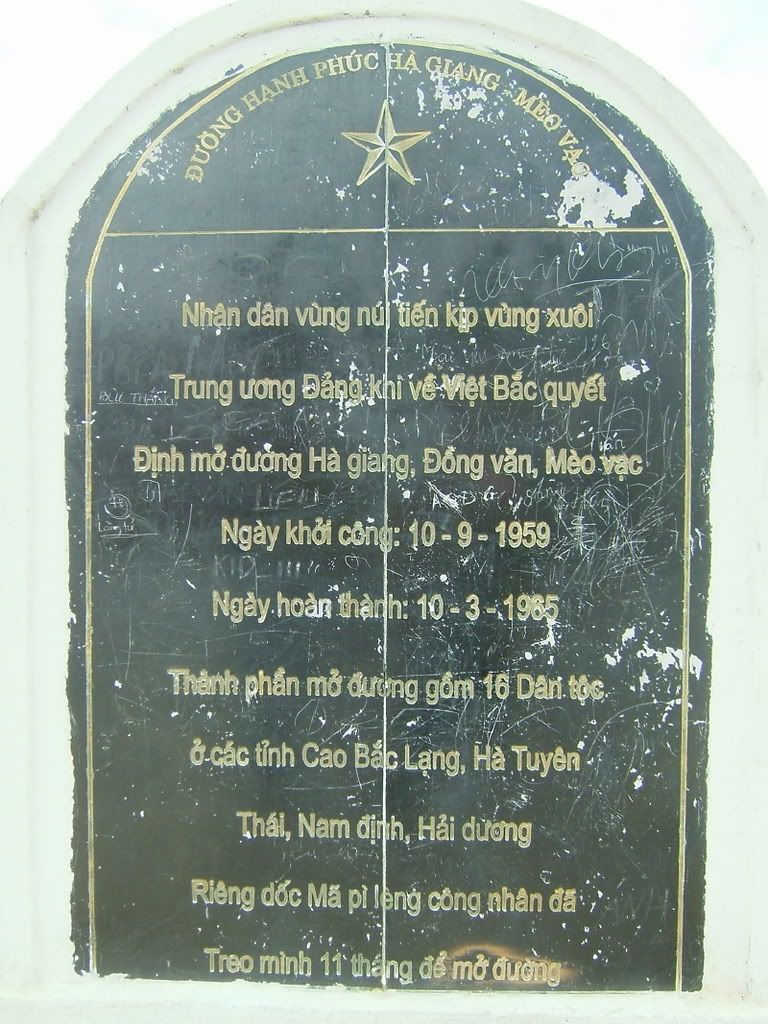 ĐƯỜNG HẠNH PHÚC HÀ GIANG - MÈO VẠC
Nhân dân vùng núi tiến kịp vùng xuôi
Trung ương Đảng khi về Việt Bắc quyết
Định mở đường Hà giang, Đồng văn, Mèo vạc
Ngày khởi công: 10 - 9 - 1959
Ngày hoàn thành: 10 - 3 - 1965
Thành phần mở đường gồm 16 Dân tộc
ở các tỉnh Cao Bắc Lạng, Hà Tuyên
Thái, Nam định, Hải dương
Riêng dốc Mã pì lèng công nhân đã
Treo mình 11 tháng để mở đường